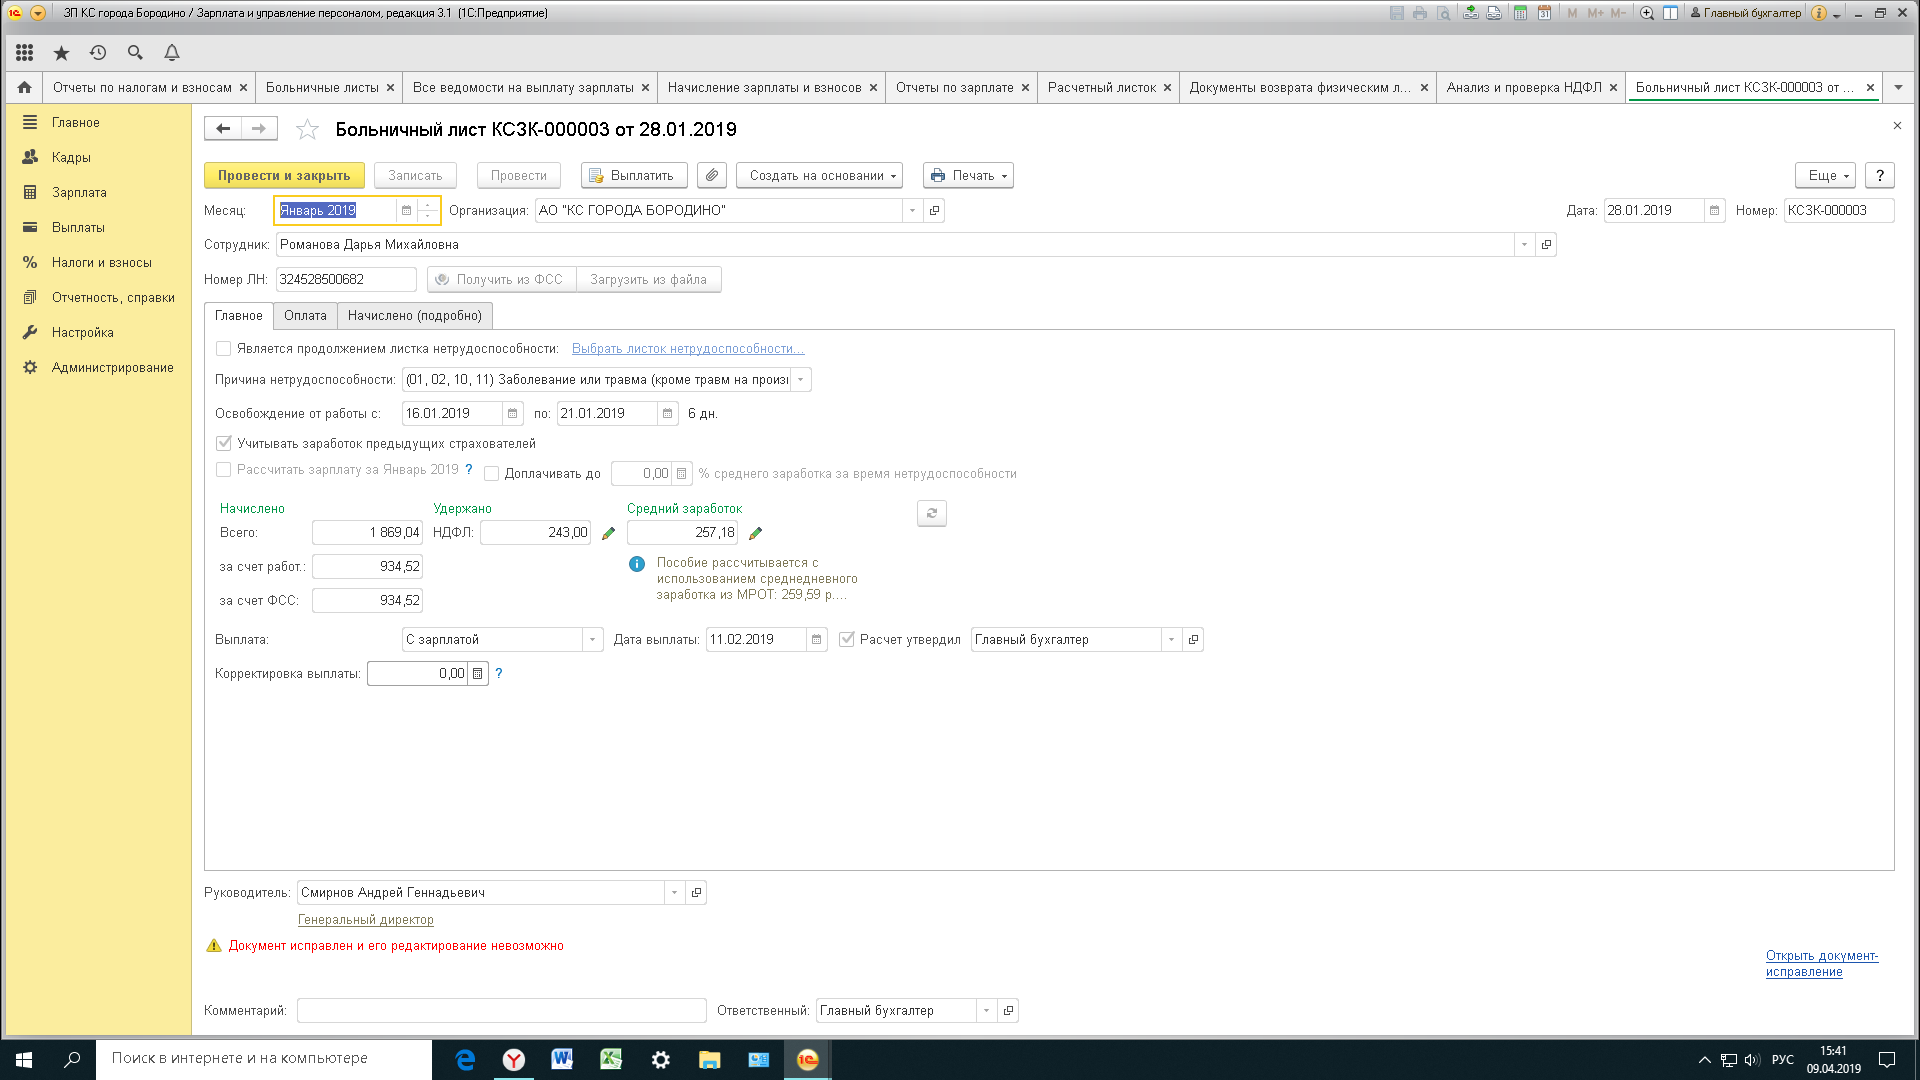 ЗП КС города Бородино / Зарплата и управление персоналом, редакция 3.1 (1С:Предприятие)
M M+ M- Главный бухгалтер
Отчеты по налогам и взносам
Больничные листы
Все ведомости на выплату зарплаты
Начисление зарплаты и взносов
Отчеты по зарплате
Расчетный листок
Документы возврата физическим л...
Анализ и проверка НДФЛ
Больничный лист КСЗК-000003 от ...
Главное
Кадры
Зарплата
Выплаты
Налоги и взносы
Отчетность, справки
Настройка
Администрирование
Больничный лист КСЗК-000003 от 28.01.2019
Провести и закрыть Записать Провести Выплатить Создать на основании Печать Еще ?
Месяц: Январь 2019 Организация: АО "КС ГОРОДА БОРОДИНО" Дата: 28.01.2019 Номер: КСЗК-000003
Сотрудник: Романова Дарья Михайловна
Номер ЛН: 324528500682 Получить из ФСС Загрузить из файла
Главное Оплата Начислено (подробно)
Является продолжением листка нетрудоспособности: Выбрать листок нетрудоспособности...
Причина нетрудоспособности: (01, 02, 10, 11) Заболевание или травма (кроме травм на произв
Освобождение от работы с: 16.01.2019 по: 21.01.2019 6 дн.
Учитывать заработок предыдущих страхователей
Рассчитать зарплату за Январь 2019 ? Доплачивать до 0,00 % среднего заработка за время нетрудоспособности
Начислено Удержано Средний заработок
Всего: 1 869,04 НДФЛ: 243,00 257,18
за счет работ.: 934,52
Пособие рассчитывается с
использованием среднедневного
заработка из МРОТ: 259,59 р....
за счет ФСС: 934,52
Выплата: С зарплатой Дата выплаты: 11.02.2019 Расчет утвердил Главный бухгалтер
Корректировка выплаты: 0,00 ?
Руководитель: Смирнов Андрей Геннадьевич
Генеральный директор
Документ исправлен и его редактирование невозможно
Открыть документ-
исправление
Комментарий: Ответственный: Главный бухгалтер
Поиск в интернете и на компьютере
РУС
15:41
09.04.2019